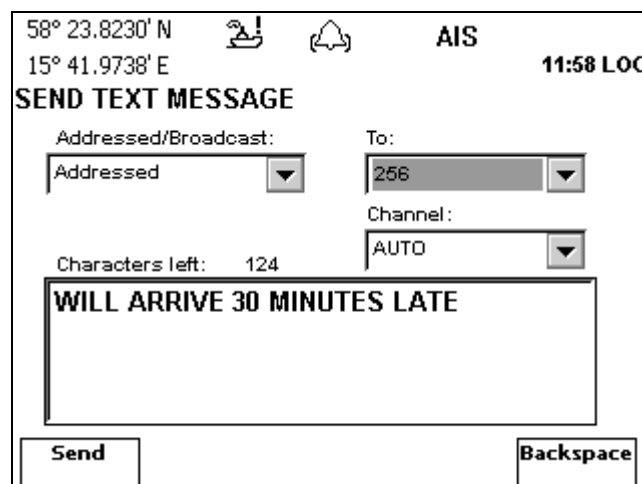 58° 23.8230' N AIS
15° 41.9738' E 11:58 LOC
SEND TEXT MESSAGE
Addressed/Broadcast: To:
Addressed 256
Channel:
AUTO
Characters left: 124
WILL ARRIVE 30 MINUTES LATE
Send Backspace